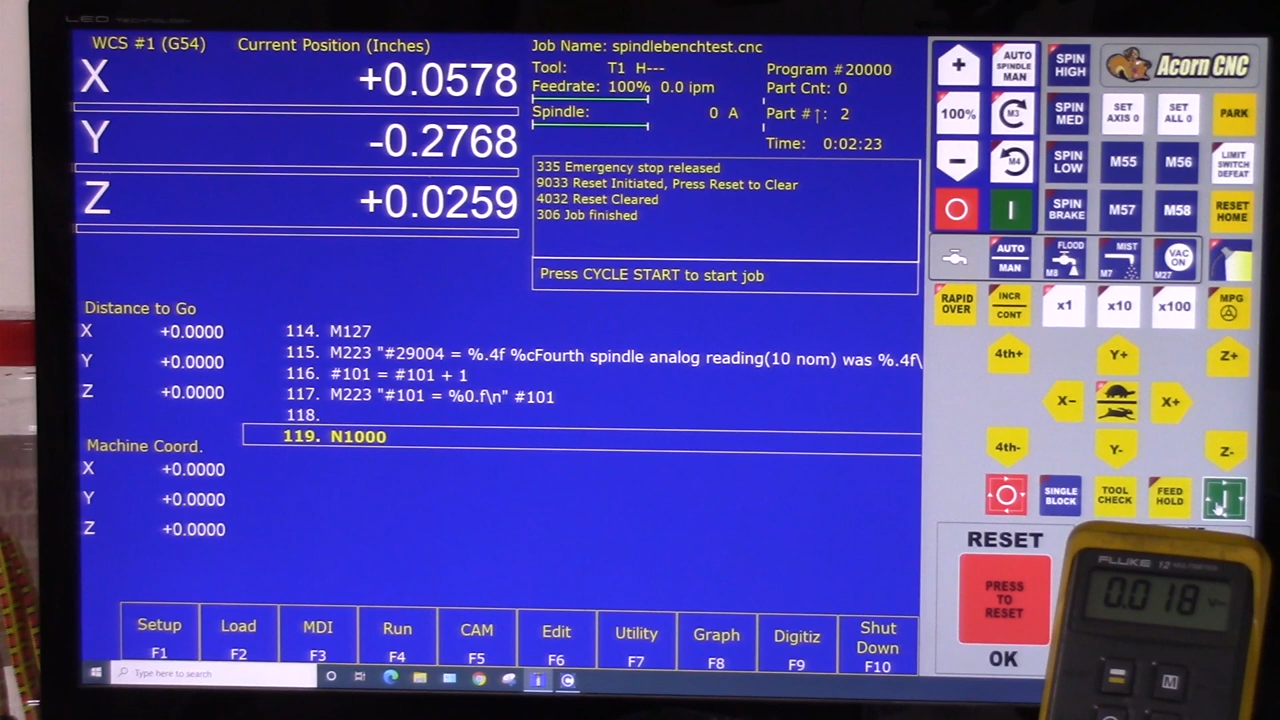 LED TECHNOLOGY
WCS #1 (G54) Current Position (Inches)
X +0.0578
Y -0.2768
Z +0.0259
Job Name: spindlebenchtest.cnc
Tool: T1 H--- Program #20000
Feedrate: 100% 0.0 ipm Part Cnt: 0
Spindle: 0 A Part #↑: 2
Time: 0:02:23
335 Emergency stop released
9033 Reset Initiated, Press Reset to Clear
4032 Reset Cleared
306 Job finished
Press CYCLE START to start job
Distance to Go
X +0.0000
Y +0.0000
Z +0.0000
Machine Coord.
X +0.0000
Y +0.0000
Z +0.0000
114. M127
115. M223 "#29004 = %.4f %cFourth spindle analog reading(10 nom) was %.4f\
116. #101 = #101 + 1
117. M223 "#101 = %0.f\n" #101
118.
119. N1000
Setup F1
Load F2
MDI F3
Run F4
CAM F5
Edit F6
Utility F7
Graph F8
Digitiz F9
Shut Down F10
Type here to search
+ AUTO SPINDLE MAN SPIN HIGH Acorn CNC
100% M3 SPIN MED SET AXIS 0 SET ALL 0 PARK
- M4 SPIN LOW M55 M56 LIMIT SWITCH DEFEAT
SPIN BRAKE M57 M58 RESET HOME
AUTO MAN FLOOD M8 MIST M7 VAC ON M27
RAPID OVER INCR CONT x1 x10 x100 MPG
4th+ Y+ Z+
X- X+
4th- Y- Z-
SINGLE BLOCK TOOL CHECK FEED HOLD
RESET
PRESS TO RESET
OK
FLUKE 12 MULTIMETER
0.018 V
M